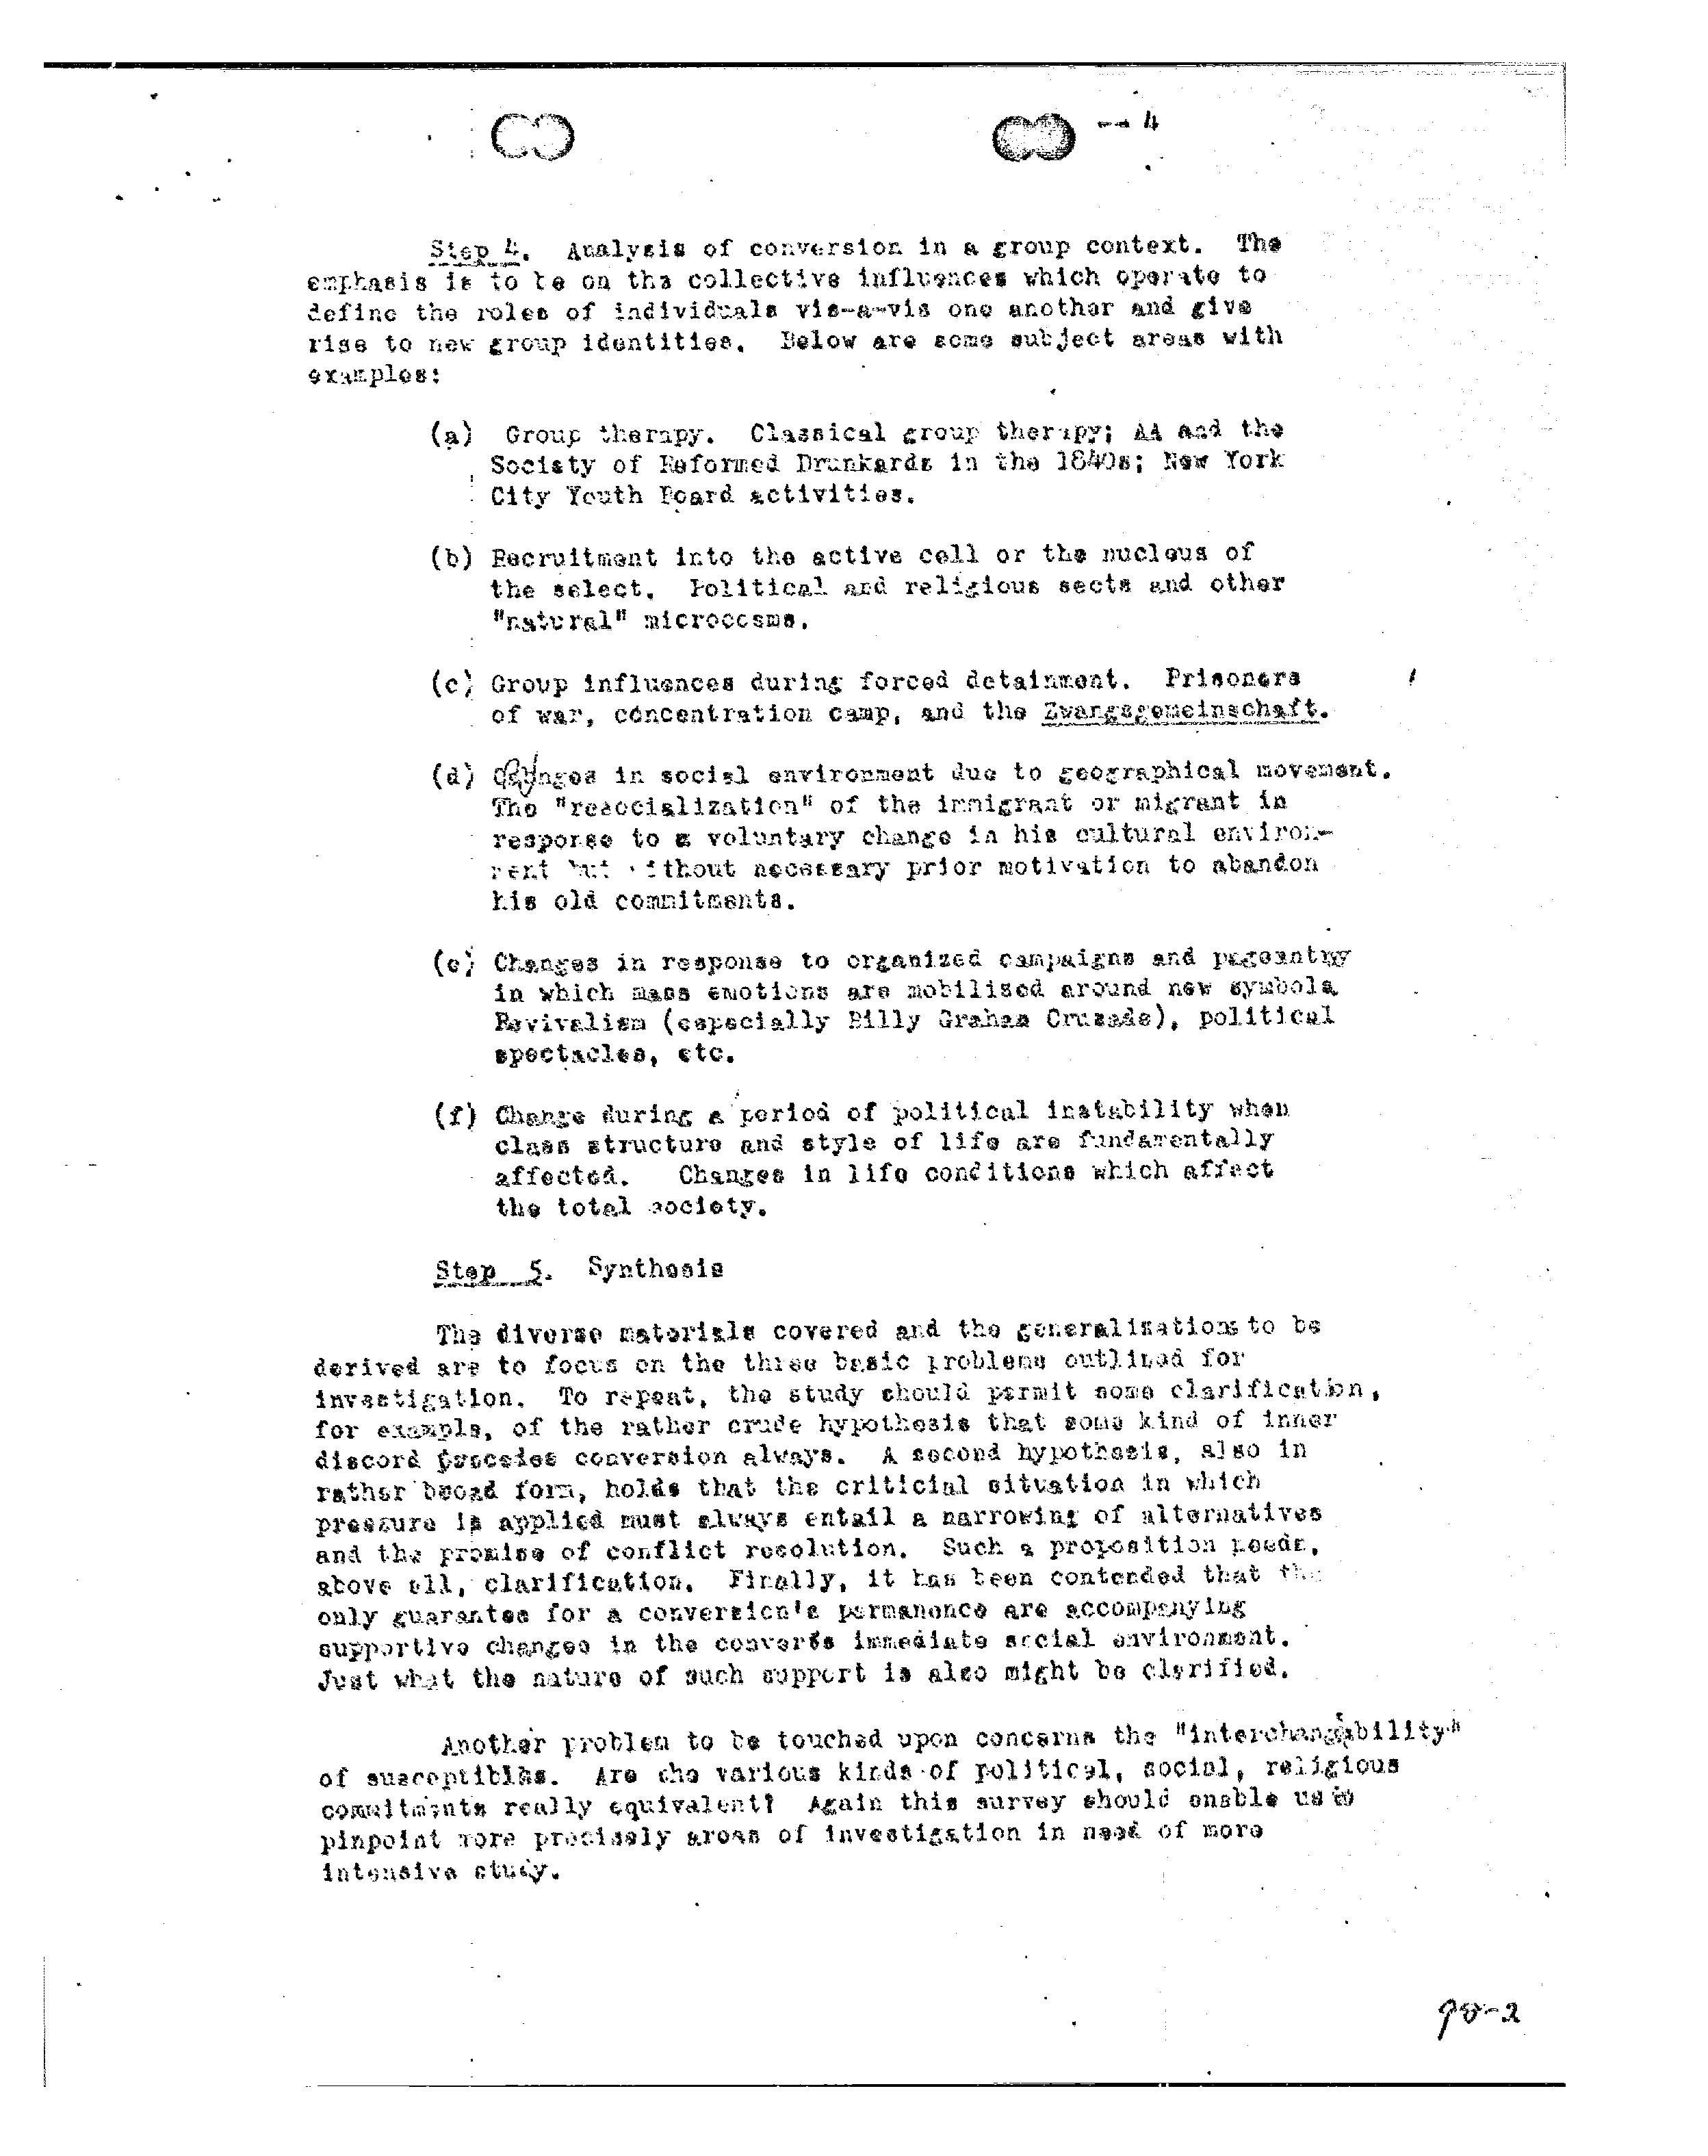 -- 4
Step 4. Analysis of conversion in a group context. The
emphasis is to be on the collective influences which operate to
define the roles of individuals vis-a-vis one another and give
rise to new group identities. Below are some subject areas with
examples:
(a) Group therapy. Classical group therapy; AA and the
Society of Reformed Drunkards in the 1840s; New York
City Youth Board activities.
(b) Recruitment into the active cell or the nucleus of
the select. Political and religious sects and other
"natural" microcosms.
(c) Group influences during forced detainment. Prisoners
of war, concentration camp, and the Zwangsgemeinschaft.
(d) Changes in social environment due to geographical movement.
The "resocialization" of the immigrant or migrant in
response to a voluntary change in his cultural environ-
ment but without necessary prior motivation to abandon
his old commitments.
(e) Changes in response to organized campaigns and pageantry
in which mass emotions are mobilised around new symbols
Revivalism (especially Billy Graham Crusade), political
spectacles, etc.
(f) Change during a period of political instability when
class structure and style of life are fundamentally
affected. Changes in life conditions which affect
the total society.
Step 5. Synthesis
The diverse materials covered and the generalizations to be
derived are to focus on the three basic problems outlined for
investigation. To repeat, the study should permit some clarification,
for example, of the rather crude hypothesis that some kind of inner
discord precedes conversion always. A second hypothesis, also in
rather broad form, holds that the criticial situation in which
pressure is applied must always entail a narrowing of alternatives
and the promise of conflict resolution. Such a proposition needs,
above all, clarification. Finally, it has been contended that the
only guarantee for a conversion's permanence are accompanying
supportive changes in the converts immediate social environment.
Just what the nature of such support is also might be clarified.
Another problem to be touched upon concerns the "interchangability"
of susceptibles. Are the various kinds of political, social, religious
commitments really equivalent? Again this survey should enable us to
pinpoint more precisely areas of investigation in need of more
intensive study.
98-2